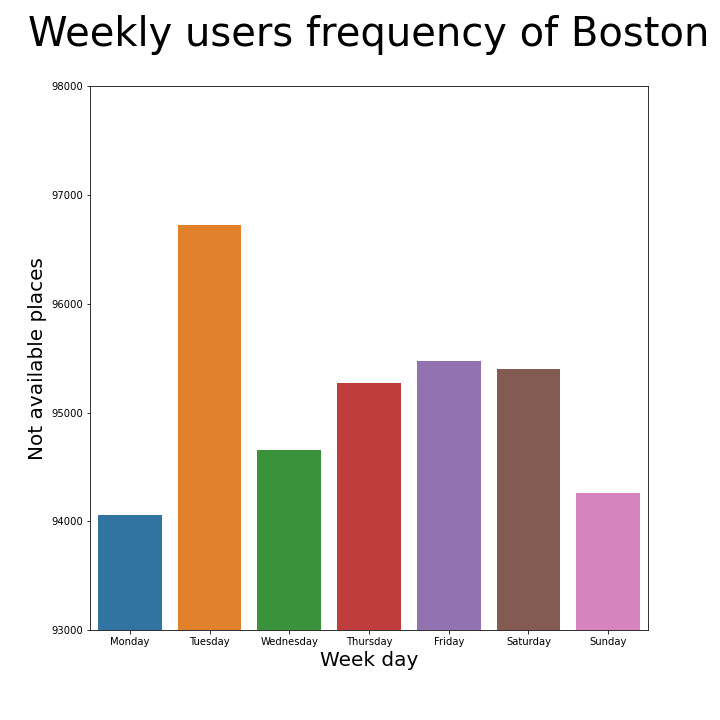 Weekly users frequency of Boston
98000
97000
96000
95000
94000
93000
Not available places
Monday Tuesday Wednesday Thursday Friday Saturday Sunday
Week day